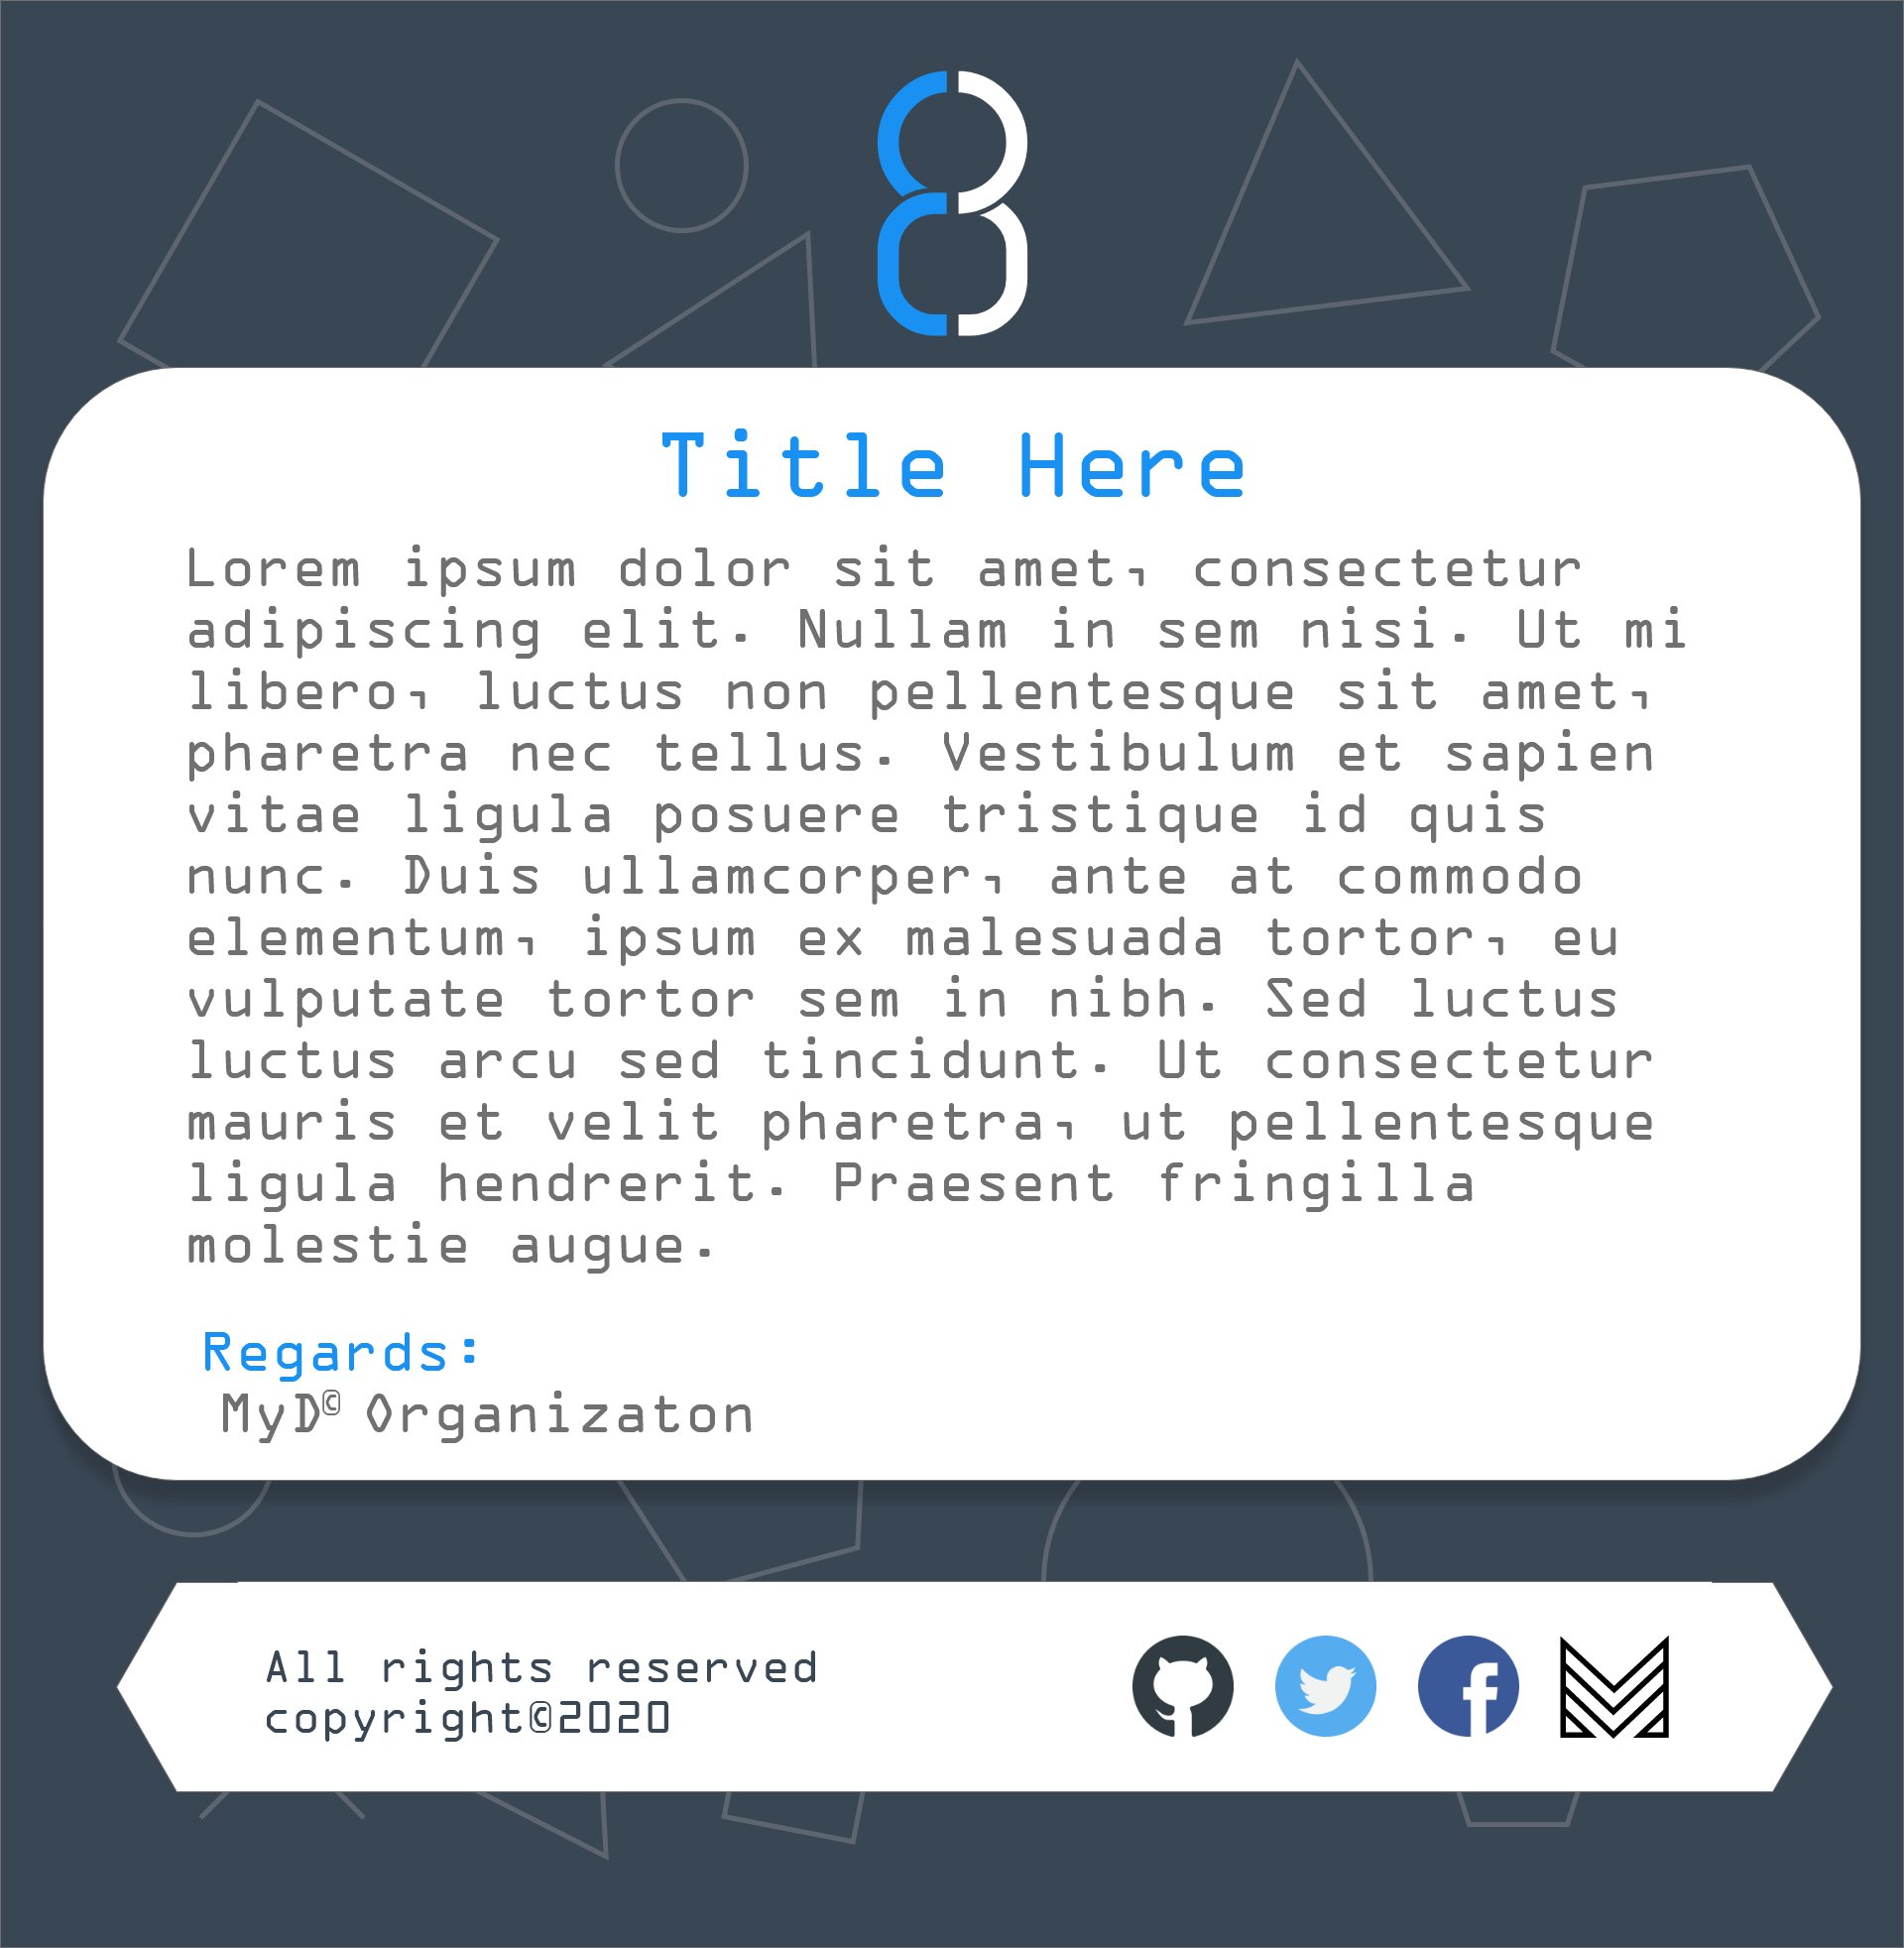 Title Here
Lorem ipsum dolor sit amet, consectetur
adipiscing elit. Nullam in sem nisi. Ut mi
libero, luctus non pellentesque sit amet,
pharetra nec tellus. Vestibulum et sapien
vitae ligula posuere tristique id quis
nunc. Duis ullamcorper, ante at commodo
elementum, ipsum ex malesuada tortor, eu
vulputate tortor sem in nibh. Sed luctus
luctus arcu sed tincidunt. Ut consectetur
mauris et velit pharetra, ut pellentesque
ligula hendrerit. Praesent fringilla
molestie augue.
Regards:
MyD© Organizaton
All rights reserved
copyright©2020